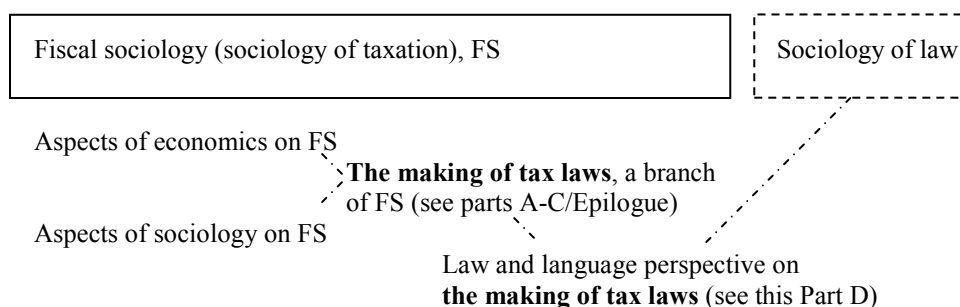 Fiscal sociology (sociology of taxation), FS
Sociology of law
Aspects of economics on FS
The making of tax laws, a branch
of FS (see parts A-C/Epilogue)
Aspects of sociology on FS
Law and language perspective on
the making of tax laws (see this Part D)